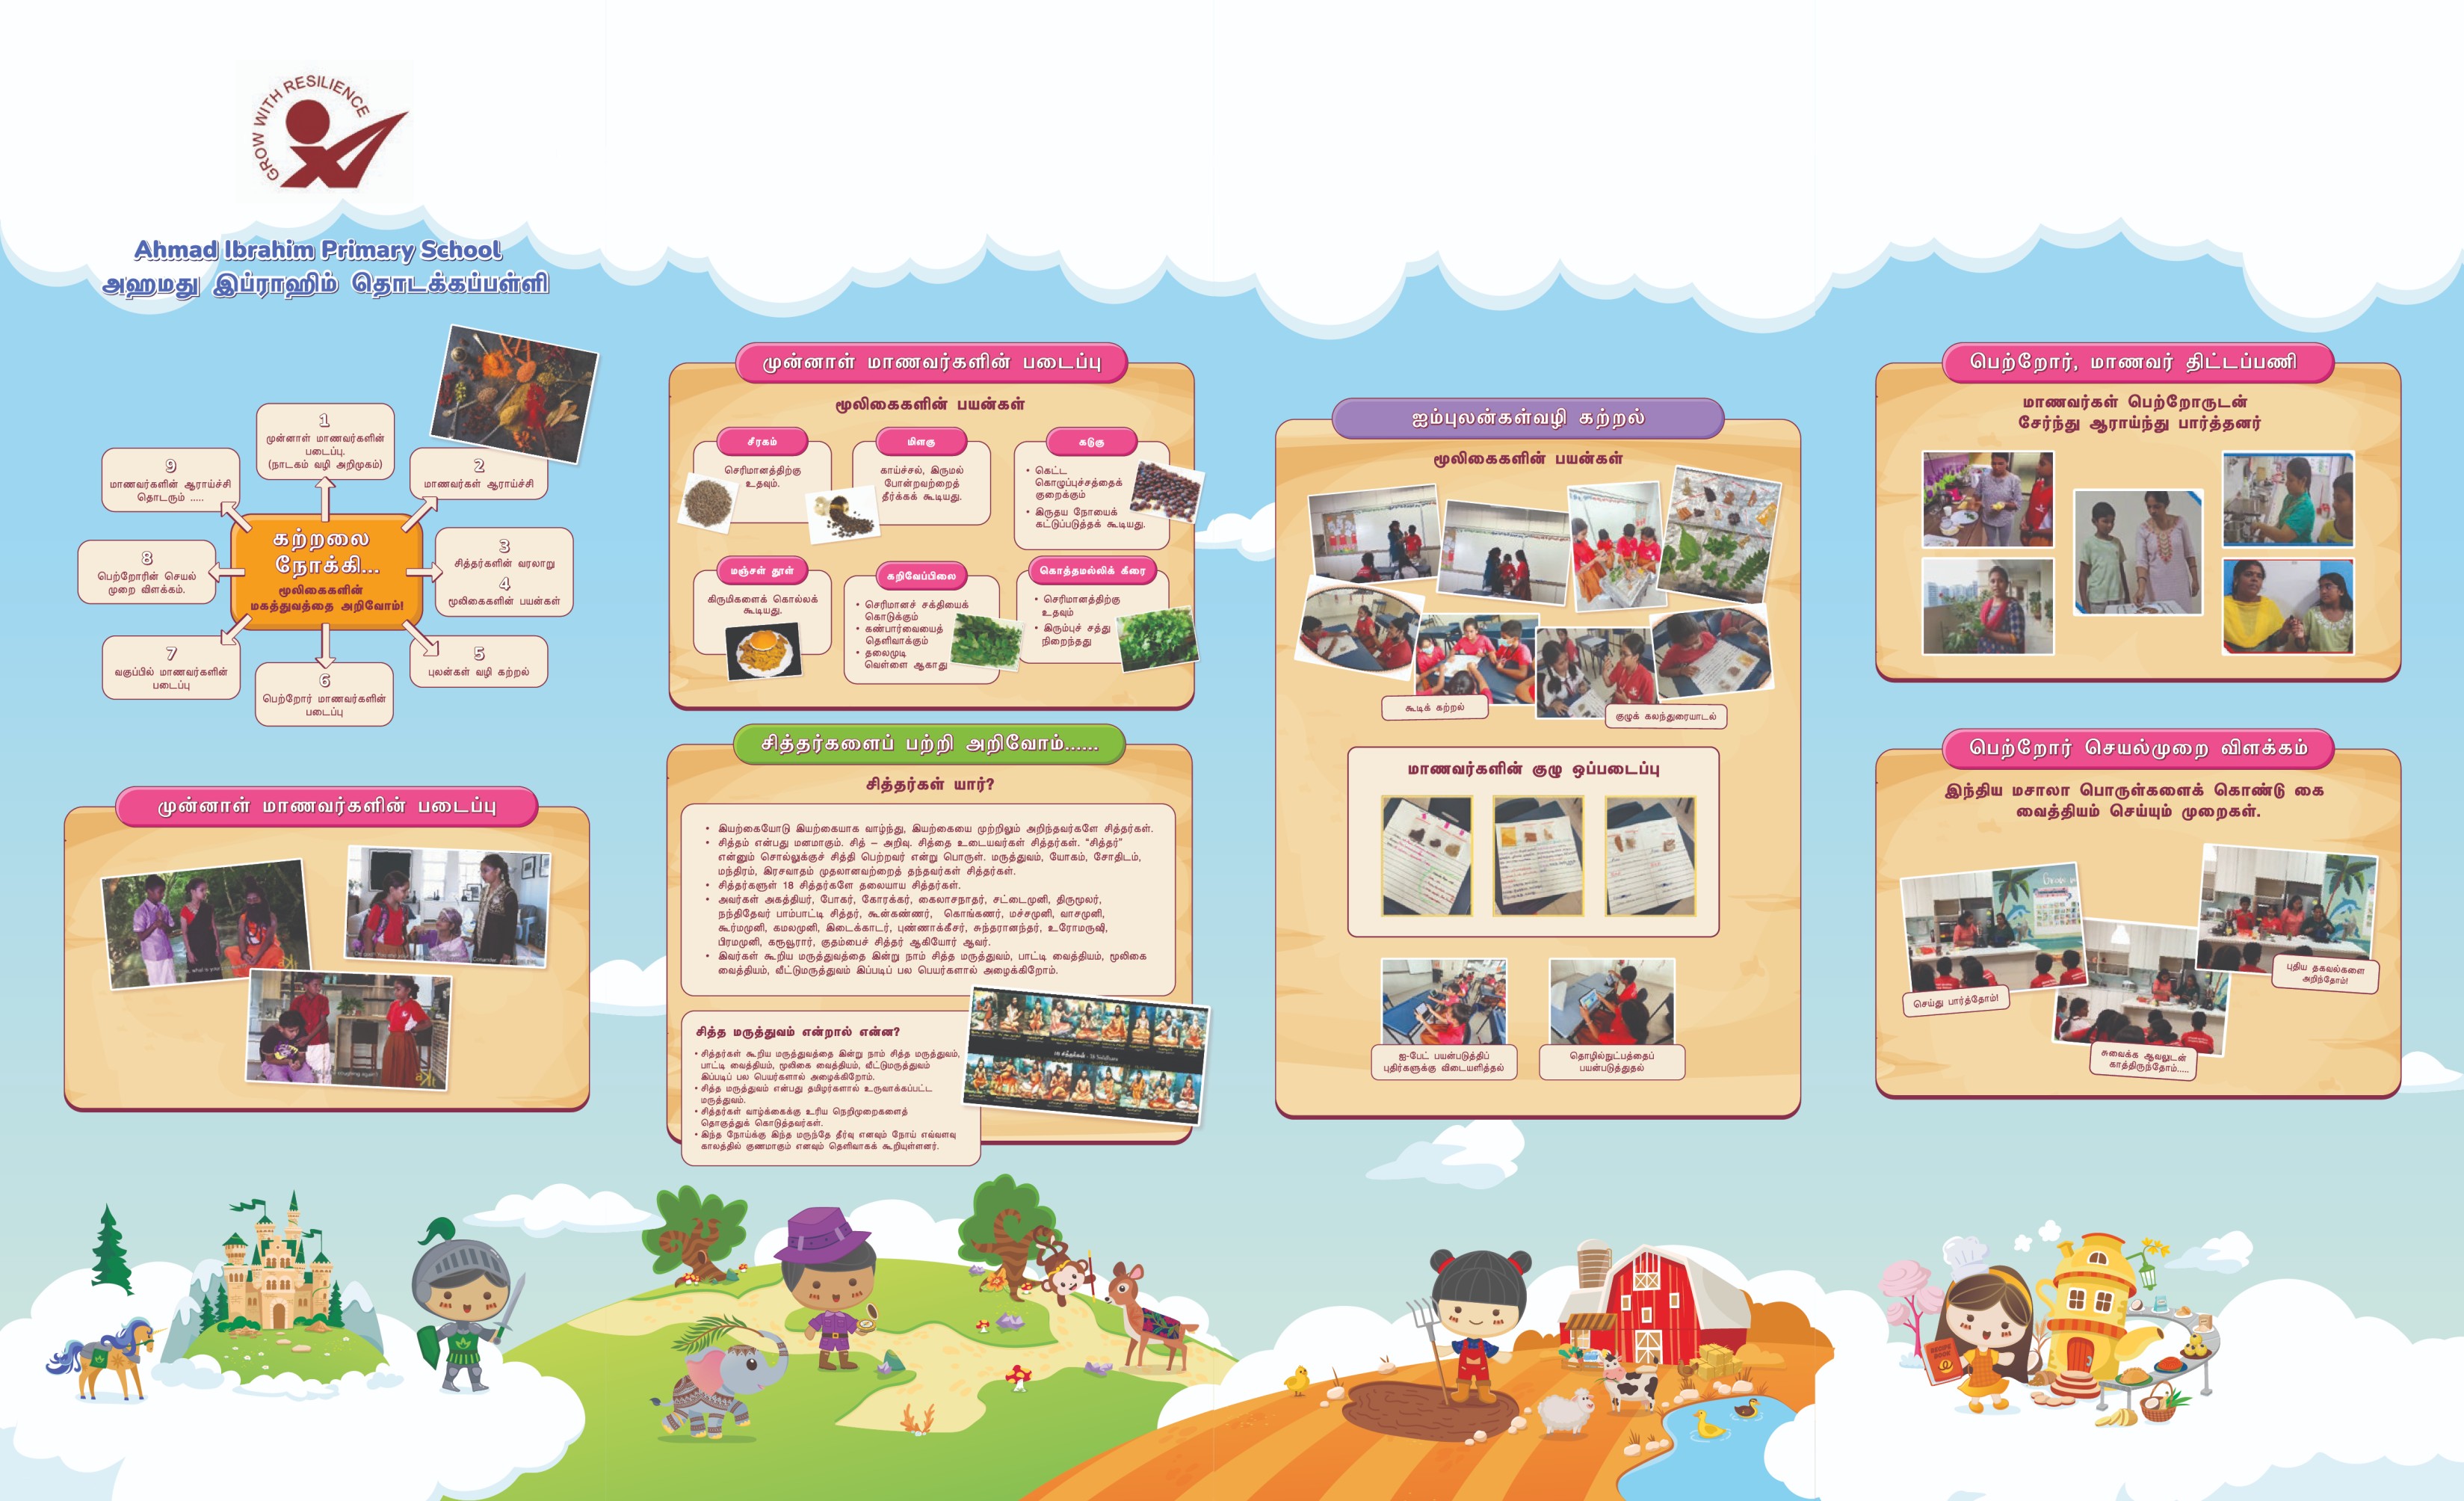 GROW WITH RESILIENCE
Ahmad Ibrahim Primary School
அஹமது இப்ராஹிம் தொடக்கப்பள்ளி
1
முன்னாள் மாணவர்களின்
படைப்பு.
(நாடகம் வழி அறிமுகம்)
2
மாணவர்கள் ஆராய்ச்சி
3
சித்தர்களின் வரலாறு
4
மூலிகைகளின் பயன்கள்
5
புலன்கள் வழி கற்றல்
6
பெற்றோர் மாணவர்களின்
படைப்பு
7
வகுப்பில் மாணவர்களின்
படைப்பு
8
பெற்றோரின் செயல்
முறை விளக்கம்.
9
மாணவர்களின் ஆராய்ச்சி
தொடரும் .....
கற்றலை
நோக்கி...
மூலிகைகளின்
மகத்துவத்தை அறிவோம்!
முன்னாள் மாணவர்களின் படைப்பு
முன்னாள் மாணவர்களின் படைப்பு
மூலிகைகளின் பயன்கள்
சீரகம்
செரிமானத்திற்கு
உதவும்.
மிளகு
காய்ச்சல், இருமல்
போன்றவற்றைத்
தீர்க்கக் கூடியது.
கடுகு
• கெட்ட
கொழுப்புச்சத்தைக்
குறைக்கும்
• இருதய நோயைக்
கட்டுப்படுத்தக் கூடியது.
மஞ்சள் தூள்
கிருமிகளைக் கொல்லக்
கூடியது.
கறிவேப்பிலை
• செரிமானச் சக்தியைக்
கொடுக்கும்
• கண்பார்வையைத்
தெளிவாக்கும்
• தலைமுடி
வெள்ளை ஆகாது
கொத்தமல்லிக் கீரை
• செரிமானத்திற்கு
உதவும்
• இரும்புச் சத்து
நிறைந்தது
சித்தர்களைப் பற்றி அறிவோம்......
சித்தர்கள் யார்?
• இயற்கையோடு இயற்கையாக வாழ்ந்து, இயற்கையை முற்றிலும் அறிந்தவர்களே சித்தர்கள்.
• சித்தம் என்பது மனமாகும். சித் – அறிவு. சித்தை உடையவர்கள் சித்தர்கள். “சித்தர்”
என்னும் சொல்லுக்குச் சித்தி பெற்றவர் என்று பொருள். மருத்துவம், யோகம், சோதிடம்,
மந்திரம், இரசவாதம் முதலானவற்றைத் தந்தவர்கள் சித்தர்கள்.
• சித்தர்களுள் 18 சித்தர்களே தலையாய சித்தர்கள்.
• அவர்கள் அகத்தியர், போகர், கோரக்கர், கைலாசநாதர், சட்டைமுனி, திருமூலர்,
நந்திதேவர் பாம்பாட்டி சித்தர், கூன்கண்ணர், கொங்கணர், மச்சமுனி, வாசமுனி,
கூர்மமுனி, கமலமுனி, இடைக்காடர், புண்ணாக்கீசர், சுந்தரானந்தர், உரோமருஷி,
பிரமமுனி, கருவூரார், குதம்பைச் சித்தர் ஆகியோர் ஆவர்.
• இவர்கள் கூறிய மருத்துவத்தை இன்று நாம் சித்த மருத்துவம், பாட்டி வைத்தியம், மூலிகை
வைத்தியம், வீட்டுமருத்துவம் இப்படிப் பல பெயர்களால் அழைக்கிறோம்.
சித்த மருத்துவம் என்றால் என்ன?
• சித்தர்கள் கூறிய மருத்துவத்தை இன்று நாம் சித்த மருத்துவம்,
பாட்டி வைத்தியம், மூலிகை வைத்தியம், வீட்டுமருத்துவம்
இப்படிப் பல பெயர்களால் அழைக்கிறோம்.
• சித்த மருத்துவம் என்பது தமிழர்களால் உருவாக்கப்பட்ட
மருத்துவம்.
• சித்தர்கள் வாழ்க்கைக்கு உரிய நெறிமுறைகளைத்
தொகுத்துக் கொடுத்தவர்கள்.
• இந்த நோய்க்கு இந்த மருந்தே தீர்வு எனவும் நோய் எவ்வளவு
காலத்தில் குணமாகும் எனவும் தெளிவாகக் கூறியுள்ளனர்.
ஐம்புலன்கள்வழி கற்றல்
மூலிகைகளின் பயன்கள்
கூடிக் கற்றல்
குழுக் கலந்துரையாடல்
மாணவர்களின் குழு ஒப்படைப்பு
ஐ-பேட் பயன்படுத்திப்
புதிர்களுக்கு விடையளித்தல்
தொழில்நுட்பத்தைப்
பயன்படுத்துதல்
பெற்றோர், மாணவர் திட்டப்பணி
மாணவர்கள் பெற்றோருடன்
சேர்ந்து ஆராய்ந்து பார்த்தனர்
பெற்றோர் செயல்முறை விளக்கம்
இந்திய மசாலா பொருள்களைக் கொண்டு கை
வைத்தியம் செய்யும் முறைகள்.
செய்து பார்த்தோம்!
புதிய தகவல்களை
அறிந்தோம்!
சுவைக்க ஆவலுடன்
காத்திருந்தோம்.....
RECIPE
BOOK